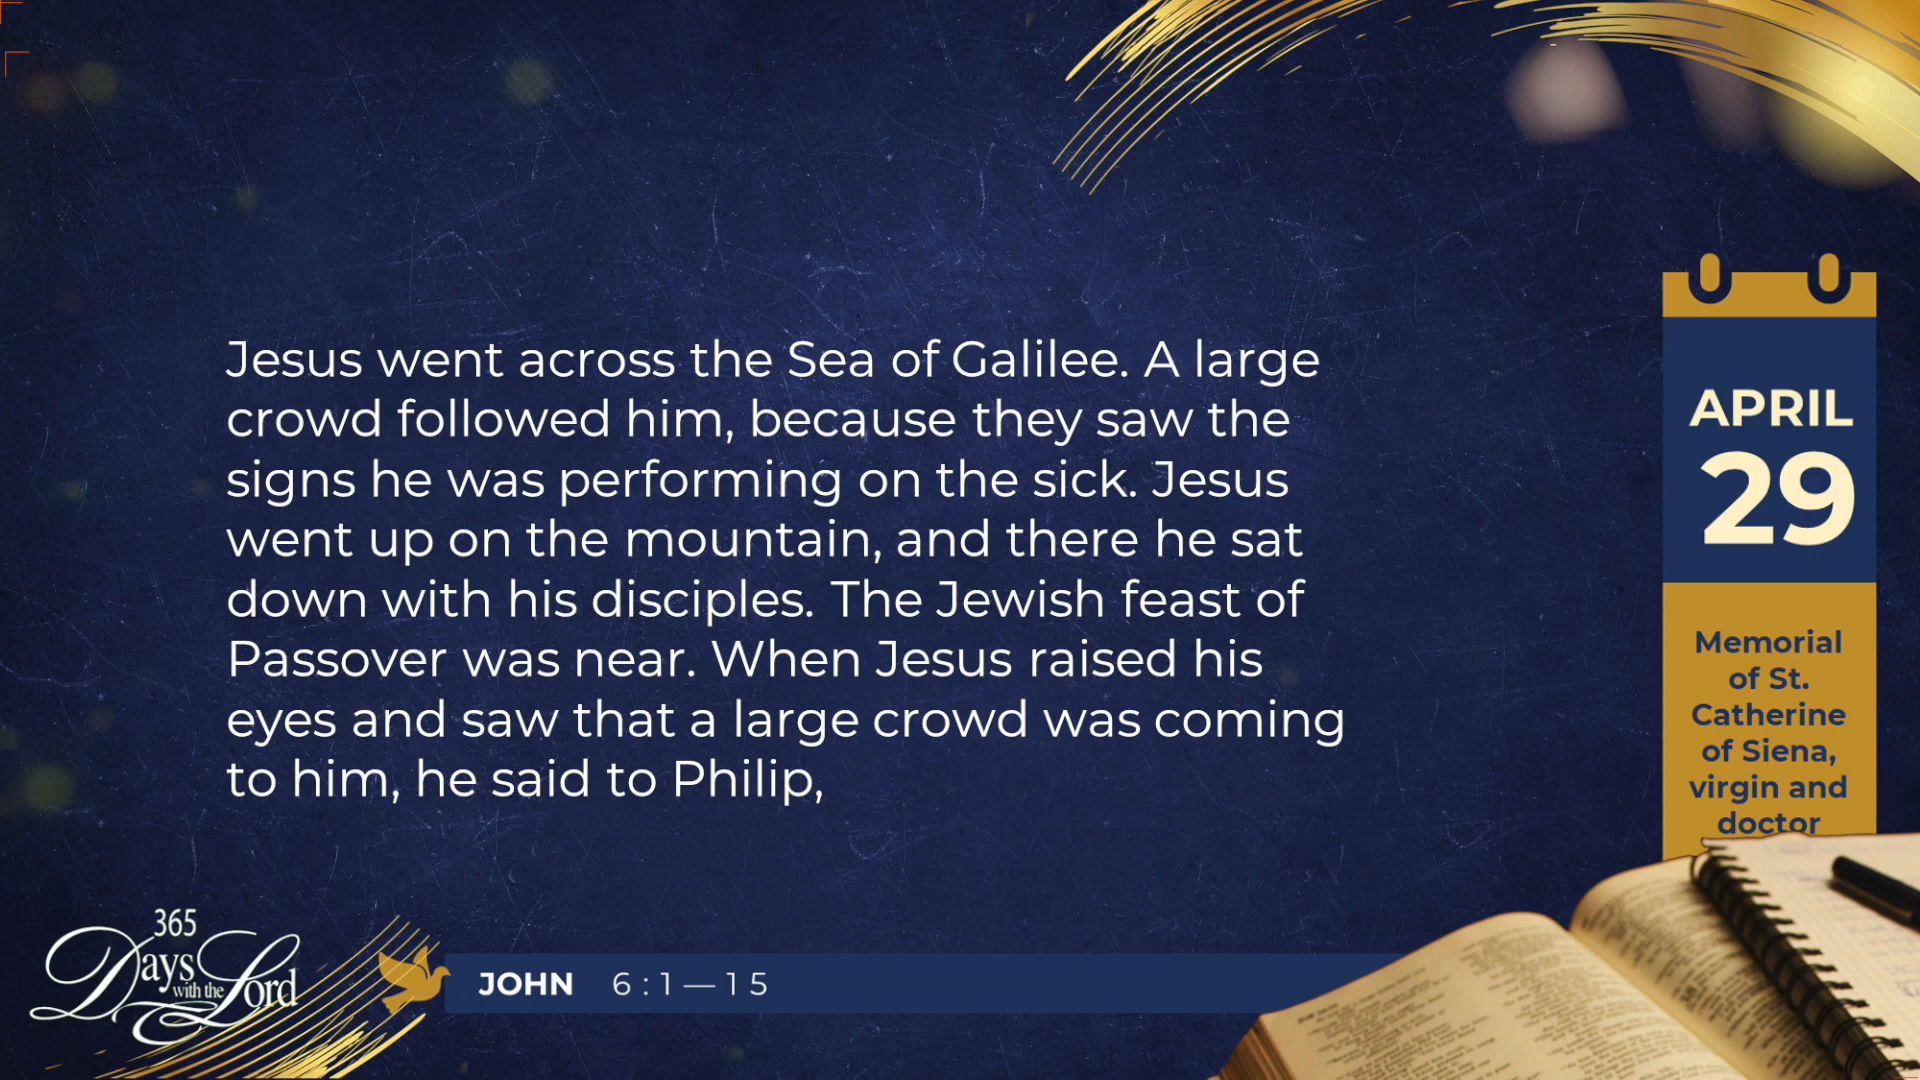 Jesus went across the Sea of Galilee. A large
crowd followed him, because they saw the
signs he was performing on the sick. Jesus
went up on the mountain, and there he sat
down with his disciples. The Jewish feast of
Passover was near. When Jesus raised his
eyes and saw that a large crowd was coming
to him, he said to Philip,
APRIL
29
Memorial
of St.
Catherine
of Siena,
virgin and
doctor
365
Days
with the Lord
JOHN 6:1—15